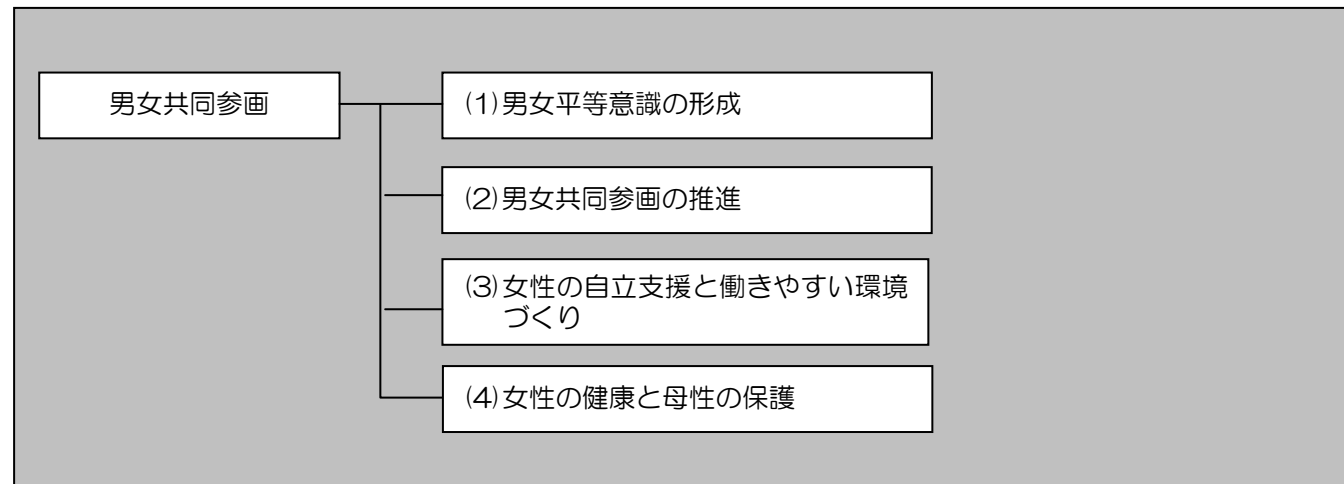 男女共同参画
⑴男女平等意識の形成
⑵男女共同参画の推進
⑶女性の自立支援と働きやすい環境
づくり
⑷女性の健康と母性の保護